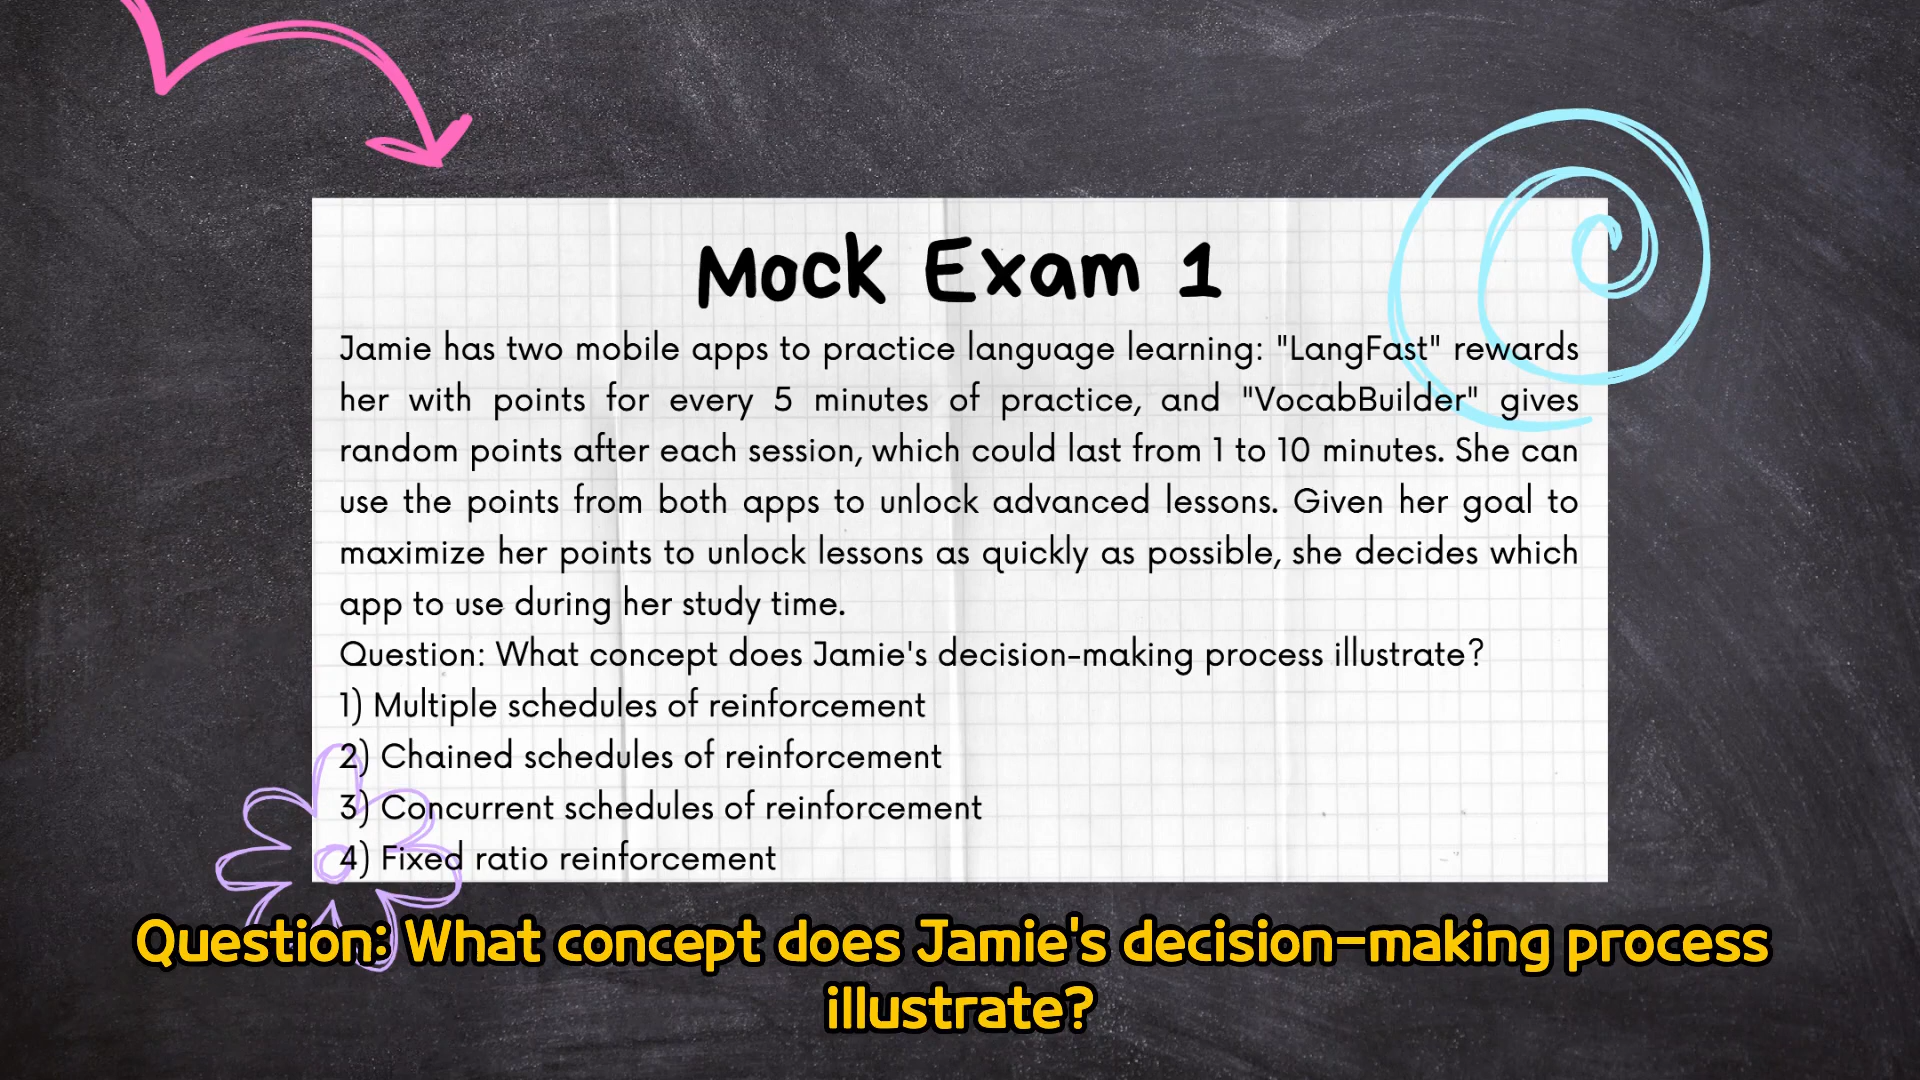 Mock Exam 1
Jamie has two mobile apps to practice language learning: "LangFast" rewards
her with points for every 5 minutes of practice, and "VocabBuilder" gives
random points after each session, which could last from 1 to 10 minutes. She can
use the points from both apps to unlock advanced lessons. Given her goal to
maximize her points to unlock lessons as quickly as possible, she decides which
app to use during her study time.
Question: What concept does Jamie's decision-making process illustrate?
1) Multiple schedules of reinforcement
2) Chained schedules of reinforcement
3) Concurrent schedules of reinforcement
4) Fixed ratio reinforcement
Question: What concept does Jamie's decision-making process
illustrate?